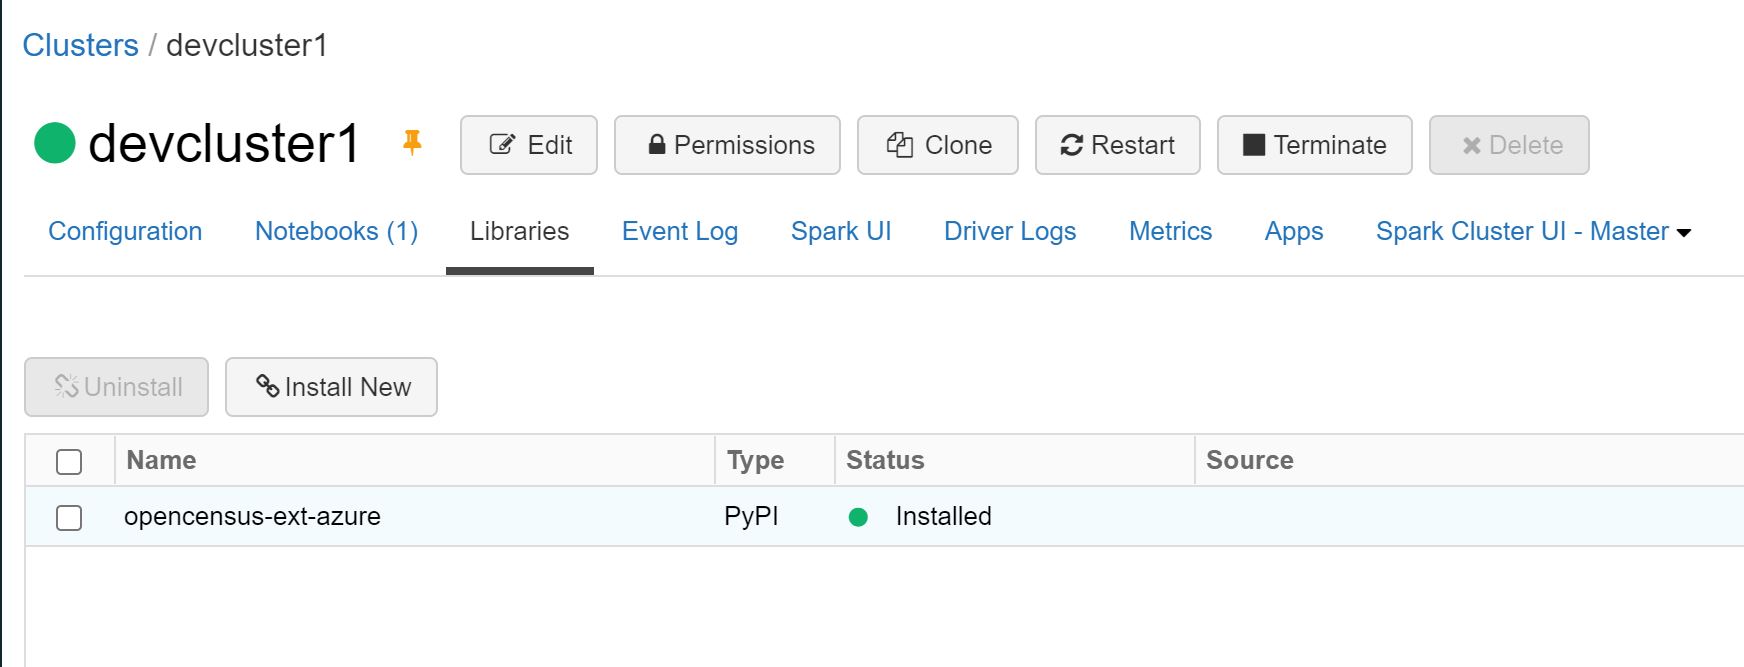 Clusters / devcluster1
devcluster1 Edit Permissions Clone Restart Terminate Delete
Configuration Notebooks (1) Libraries Event Log Spark UI Driver Logs Metrics Apps Spark Cluster UI - Master
Uninstall Install New
Name Type Status Source
opencensus-ext-azure PyPI Installed